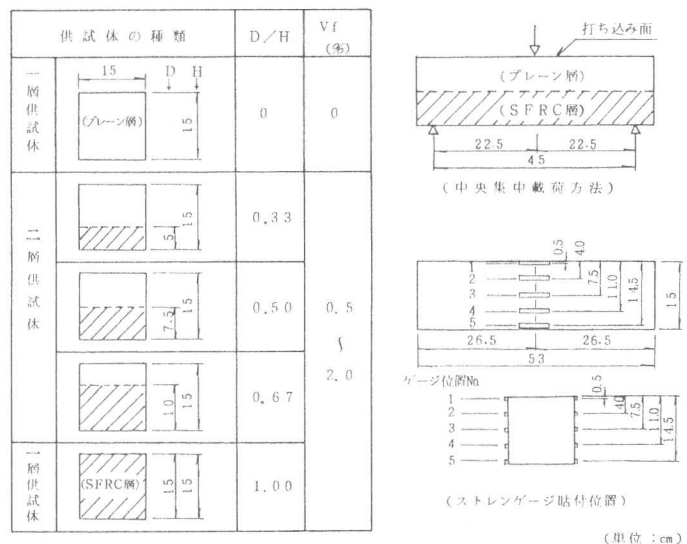 供試体の種類 D/H Vf (%)
一層供試体 15 D H (プレーン層) 15 0 0
二層供試体
5 15 0.33
7.5 15 0.50 0.5 ∫ 2.0
10 15 0.67
一層供試体 (SFRC層) 15 15 1.00
打ち込み面
(プレーン層)
(SFRC層)
22.5 22.5
45
(中央集中載荷方法)
1 2 3 4 5
0.5 4.0 7.5 11.0 14.5 15
26.5 26.5
53
ゲージ位置No
1 2 3 4 5
0.5 4.0 7.5 11.0 14.5
(ストレンゲージ貼付位置)
(単位:cm)